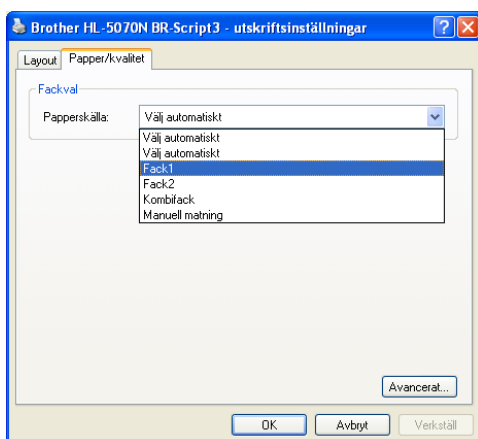 Brother HL-5070N BR-Script3 - utskriftsinställningar
Layout Papper/kvalitet
Fackval
Papperskälla: Välj automatiskt
Välj automatiskt
Välj automatiskt
Fack1
Fack2
Kombifack
Manuell matning
Avancerat...
OK Avbryt Verkställ